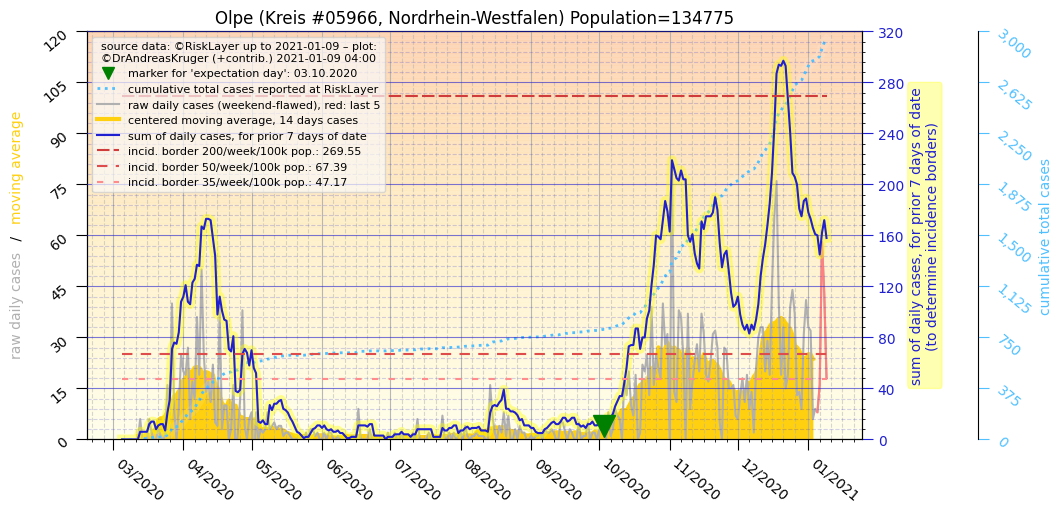 Olpe (Kreis #05966, Nordrhein-Westfalen) Population=134775
source data: ©RiskLayer up to 2021-01-09 – plot:
©DrAndreasKruger (+contrib.) 2021-01-09 04:00
marker for 'expectation day': 03.10.2020
cumulative total cases reported at RiskLayer
raw daily cases (weekend-flawed), red: last 5
centered moving average, 14 days cases
sum of daily cases, for prior 7 days of date
incid. border 200/week/100k pop.: 269.55
incid. border 50/week/100k pop.: 67.39
incid. border 35/week/100k pop.: 47.17
raw daily cases / moving average
120
105
90
75
60
45
30
15
0
03/2020
04/2020
05/2020
06/2020
07/2020
08/2020
09/2020
10/2020
11/2020
12/2020
01/2021
320
280
240
200
160
120
80
40
0
sum of daily cases, for prior 7 days of date
(to determine incidence borders)
3,000
2,625
2,250
1,875
1,500
1,125
750
375
0
cumulative total cases